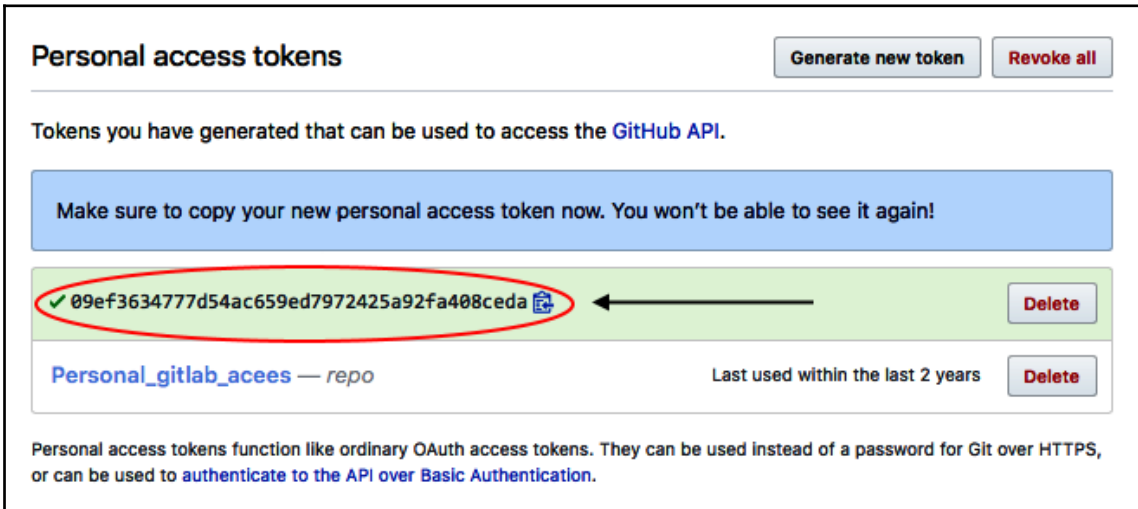 Personal access tokens
Generate new token
Revoke all
Tokens you have generated that can be used to access the GitHub API.
Make sure to copy your new personal access token now. You won't be able to see it again!
09ef3634777d54ac659ed7972425a92fa408ceda
Delete
Personal_gitlab_acees — repo
Last used within the last 2 years
Delete
Personal access tokens function like ordinary OAuth access tokens. They can be used instead of a password for Git over HTTPS,
or can be used to authenticate to the API over Basic Authentication.